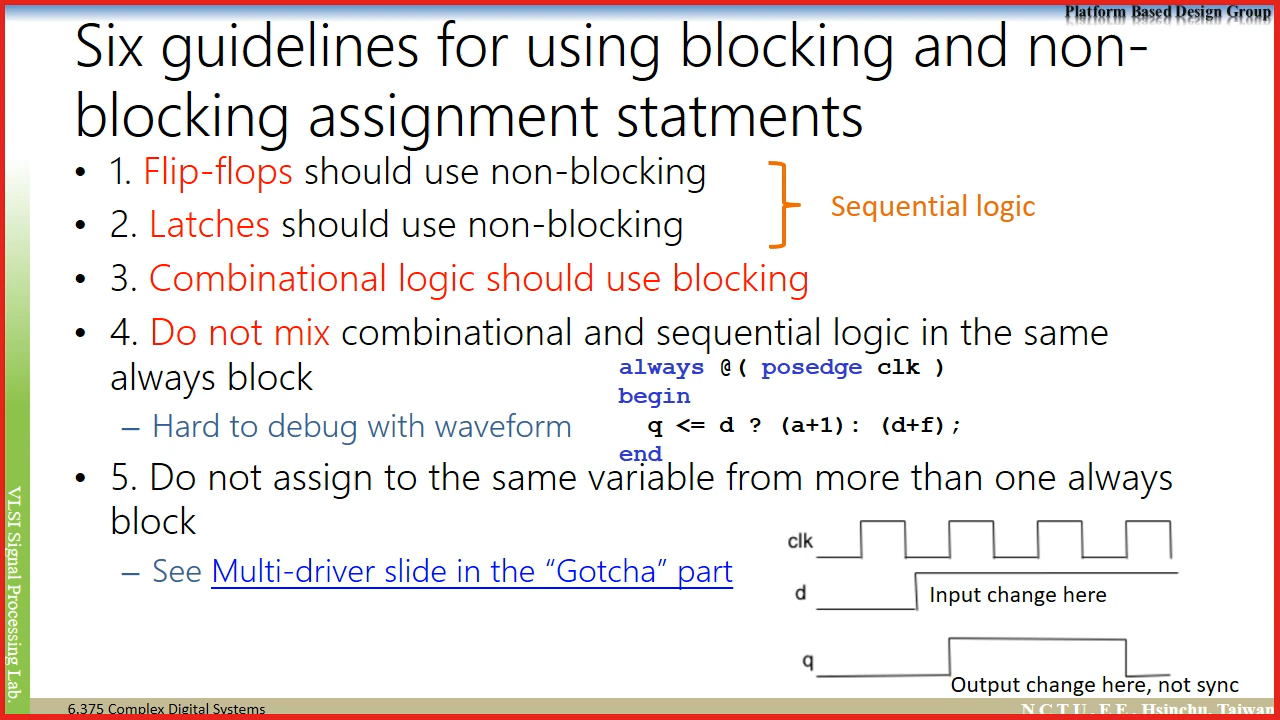 Platform Based Design Group
Six guidelines for using blocking and non-
blocking assignment statments
• 1. Flip-flops should use non-blocking
• 2. Latches should use non-blocking
Sequential logic
• 3. Combinational logic should use blocking
• 4. Do not mix combinational and sequential logic in the same
always block
– Hard to debug with waveform
always @( posedge clk )
begin
q <= d ? (a+1): (d+f);
end
• 5. Do not assign to the same variable from more than one always
block
– See Multi-driver slide in the “Gotcha” part
clk
d
Input change here
q
Output change here, not sync
VLSI Signal Processing Lab.
6.375 Complex Digital Systems
N C T U. E E. Hsinchu, Taiwan